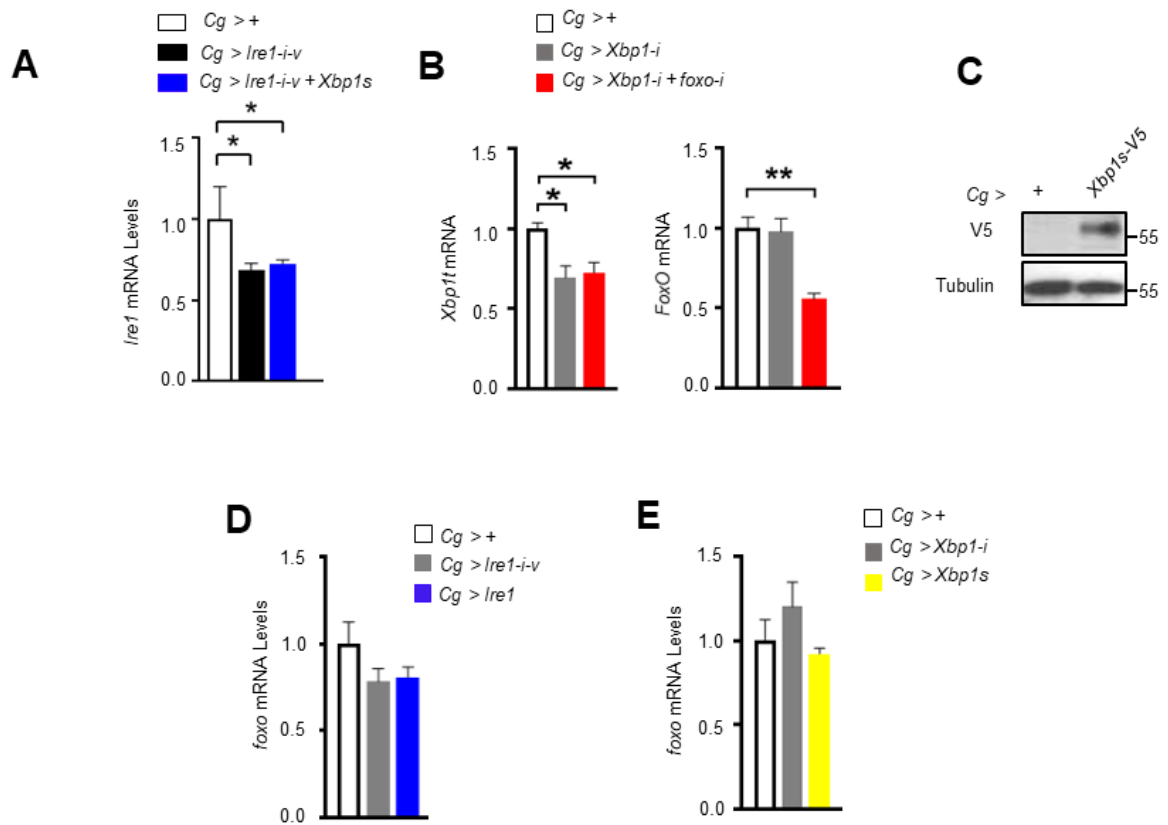 A
Cg >+
Cg > Ire1-i-v
Cg > Ire1-i-v +Xbp1s
*
*
Ire1 mRNA Levels
1.5
1.0
0.5
0.0
B
Cg >+
Cg > Xbp1-i
Cg > Xbp1-i + foxo-i
*
*
Xbp1t mRNA
1.5
1.0
0.5
0.0
**
FoxO mRNA
1.5
1.0
0.5
0.0
C
Cg >
+
Xbp1s-V5
V5
55
Tubulin
55
D
Cg >+
Cg > Ire1-i-v
Cg > Ire1
foxo mRNA Levels
1.5
1.0
0.5
0.0
E
Cg >+
Cg > Xbp1-i
Cg > Xbp1s
foxo mRNA Levels
1.5
1.0
0.5
0.0